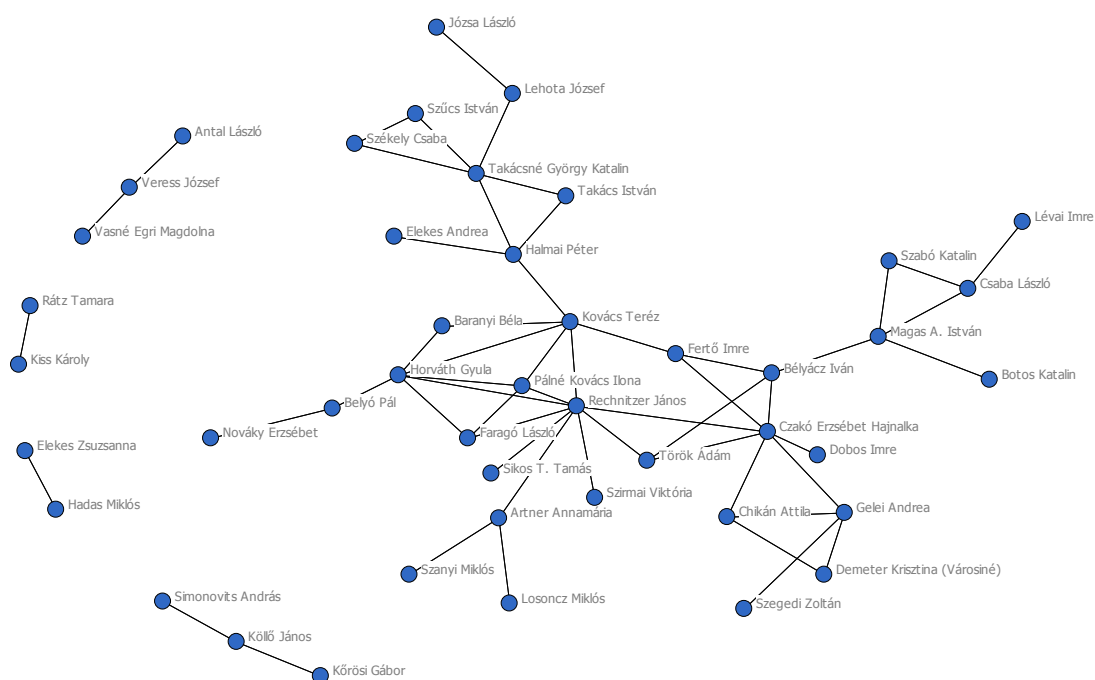 Józsa László
Lehota József
Szűcs István
Antal László
Székely Csaba
Takácsné György Katalin
Veress József
Takács István
Lévai Imre
Vasné Egri Magdolna
Elekes Andrea
Halmai Péter
Szabó Katalin
Csaba László
Rátz Tamara
Baranyi Béla
Kovács Teréz
Magas A. István
Fertő Imre
Kiss Károly
Horváth Gyula
Bélyácz Iván
Botos Katalin
Pálné Kovács Ilona
Belyó Pál
Rechnitzer János
Nováky Erzsébet
Faragó László
Czakó Erzsébet Hajnalka
Elekes Zsuzsanna
Dobos Imre
Török Ádám
Sikos T. Tamás
Szirmai Viktória
Hadas Miklós
Artner Annamária
Chikán Attila
Gelei Andrea
Szanyi Miklós
Demeter Krisztina (Városiné)
Simonovits András
Losoncz Miklós
Szegedi Zoltán
Köllő János
Kőrösi Gábor